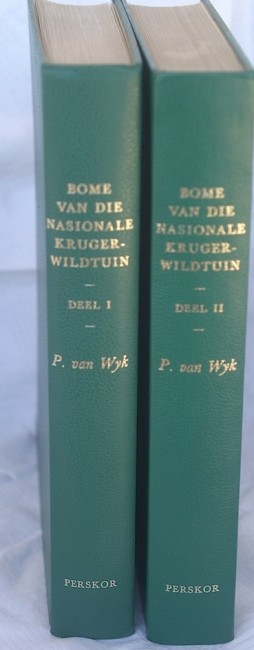 BOME
VAN DIE
NASIONALE
KRUGER-
WILDTUIN
—
DEEL I
—
P. van Wyk
PERSKOR
BOME
VAN DIE
NASIONALE
KRUGER-
WILDTUIN
—
DEEL II
—
P. van Wyk
PERSKOR